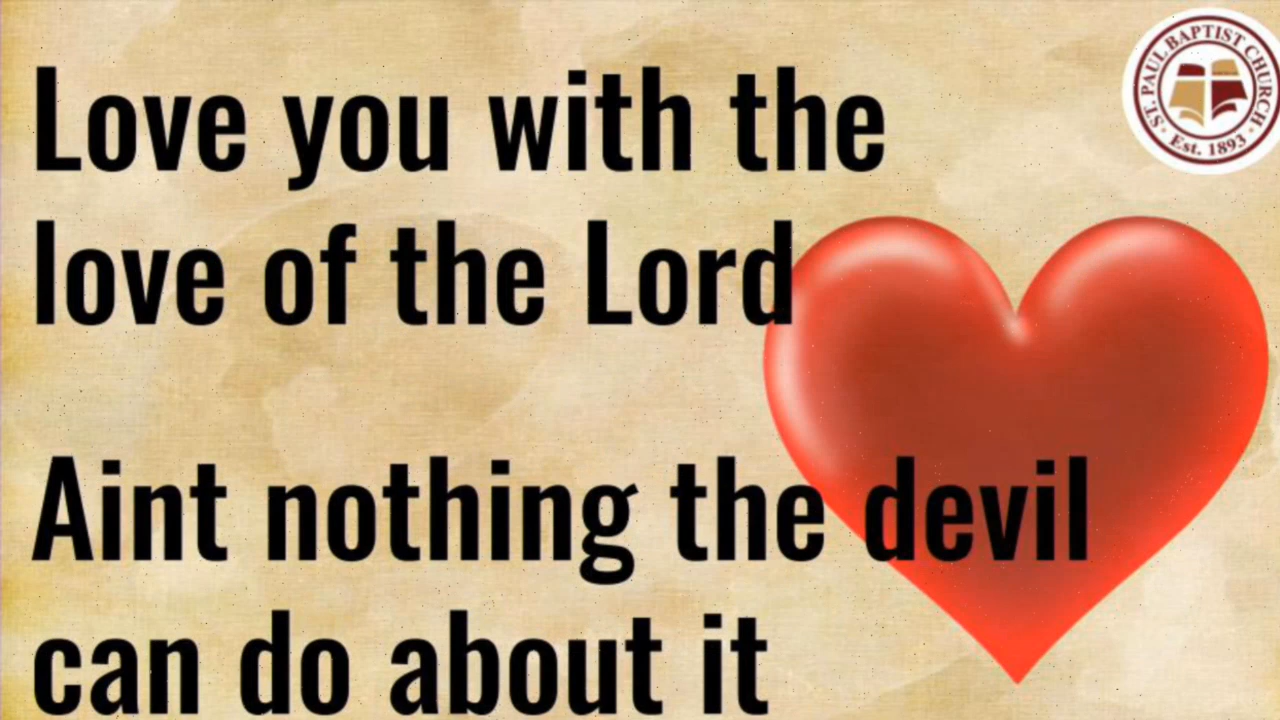 Love you with the
love of the Lord
Aint nothing the devil
can do about it
· ST. PAUL BAPTIST CHURCH ·
Est. 1893